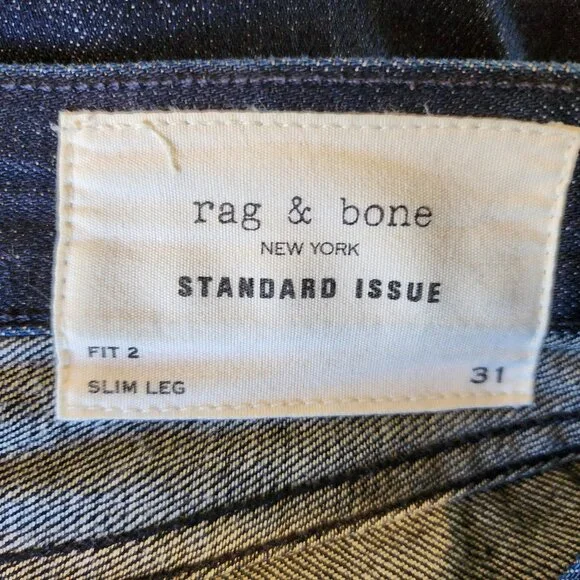 rag & bone
NEW YORK
STANDARD ISSUE
FIT 2
SLIM LEG
31